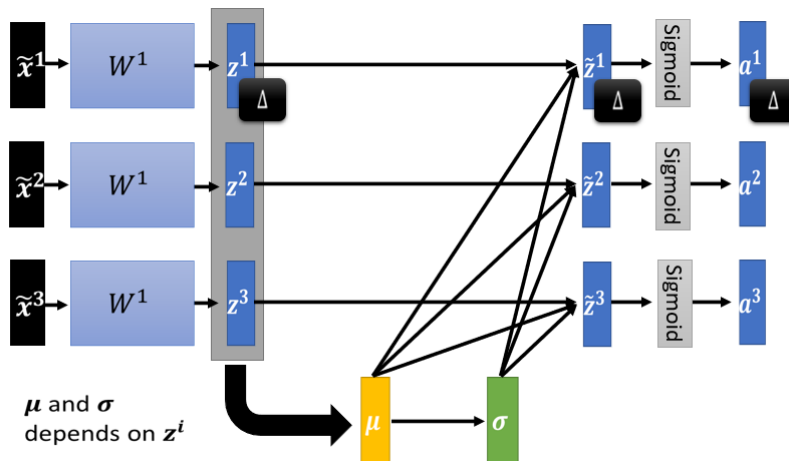 x̃¹ W¹ z¹ z̃¹ Sigmoid a¹
Δ Δ Δ
x̃² W¹ z² z̃² Sigmoid a²
x̃³ W¹ z³ z̃³ Sigmoid a³
μ and σ
depends on zⁱ
μ σ